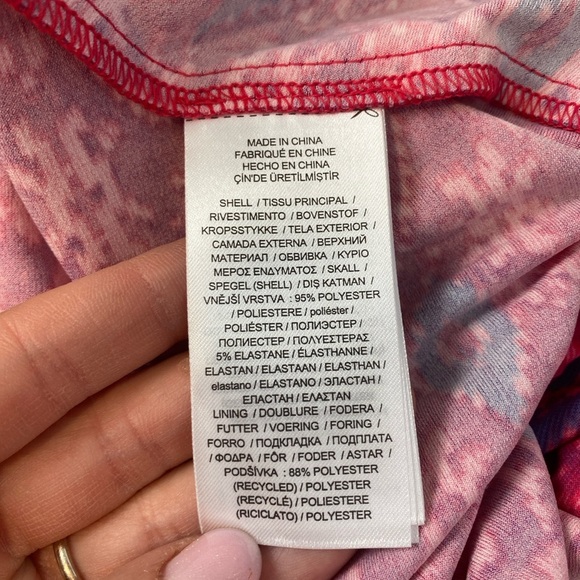 MADE IN CHINA
FABRIQUÉ EN CHINE
HECHO EN CHINA
ÇİN'DE ÜRETİLMİŞTİR
SHELL / TISSU PRINCIPAL /
RIVESTIMENTO / BOVENSTOF /
KROPSSTYKKE / TELA EXTERIOR /
CAMADA EXTERNA / ВЕРХНИЙ
МАТЕРИАЛ / ОБВИВКА / ΚΥΡΙΟ
ΜΕΡΟΣ ΕΝΔΥΜΑΤΟΣ / SKALL /
SPEGEL (SHELL) / DIŞ KATMAN /
VNĚJŠÍ VRSTVA : 95% POLYESTER
/ POLIESTERE / poliéster /
POLIÉSTER / ПОЛИЭСТЕР /
ПОЛИЕСТЕР / ΠΟΛΥΕΣΤΕΡΑΣ
5% ELASTANE / ÉLASTHANNE /
ELASTAN / ELASTAAN / ELASTHAN /
elastano / ELASTANO / ЭЛАСТАН /
ЕЛАСТАН / ΕΛΑΣΤΑΝ
LINING / DOUBLURE / FODERA /
FUTTER / VOERING / FORING /
FORRO / ПОДКЛАДКА / ПОДПЛАТА
/ ΦΟΔΡΑ / FÔR / FODER / ASTAR /
PODŠÍVKA : 88% POLYESTER
(RECYCLED) / POLYESTER
(RECYCLÉ) / POLIESTERE
(RICICLATO) / POLYESTER